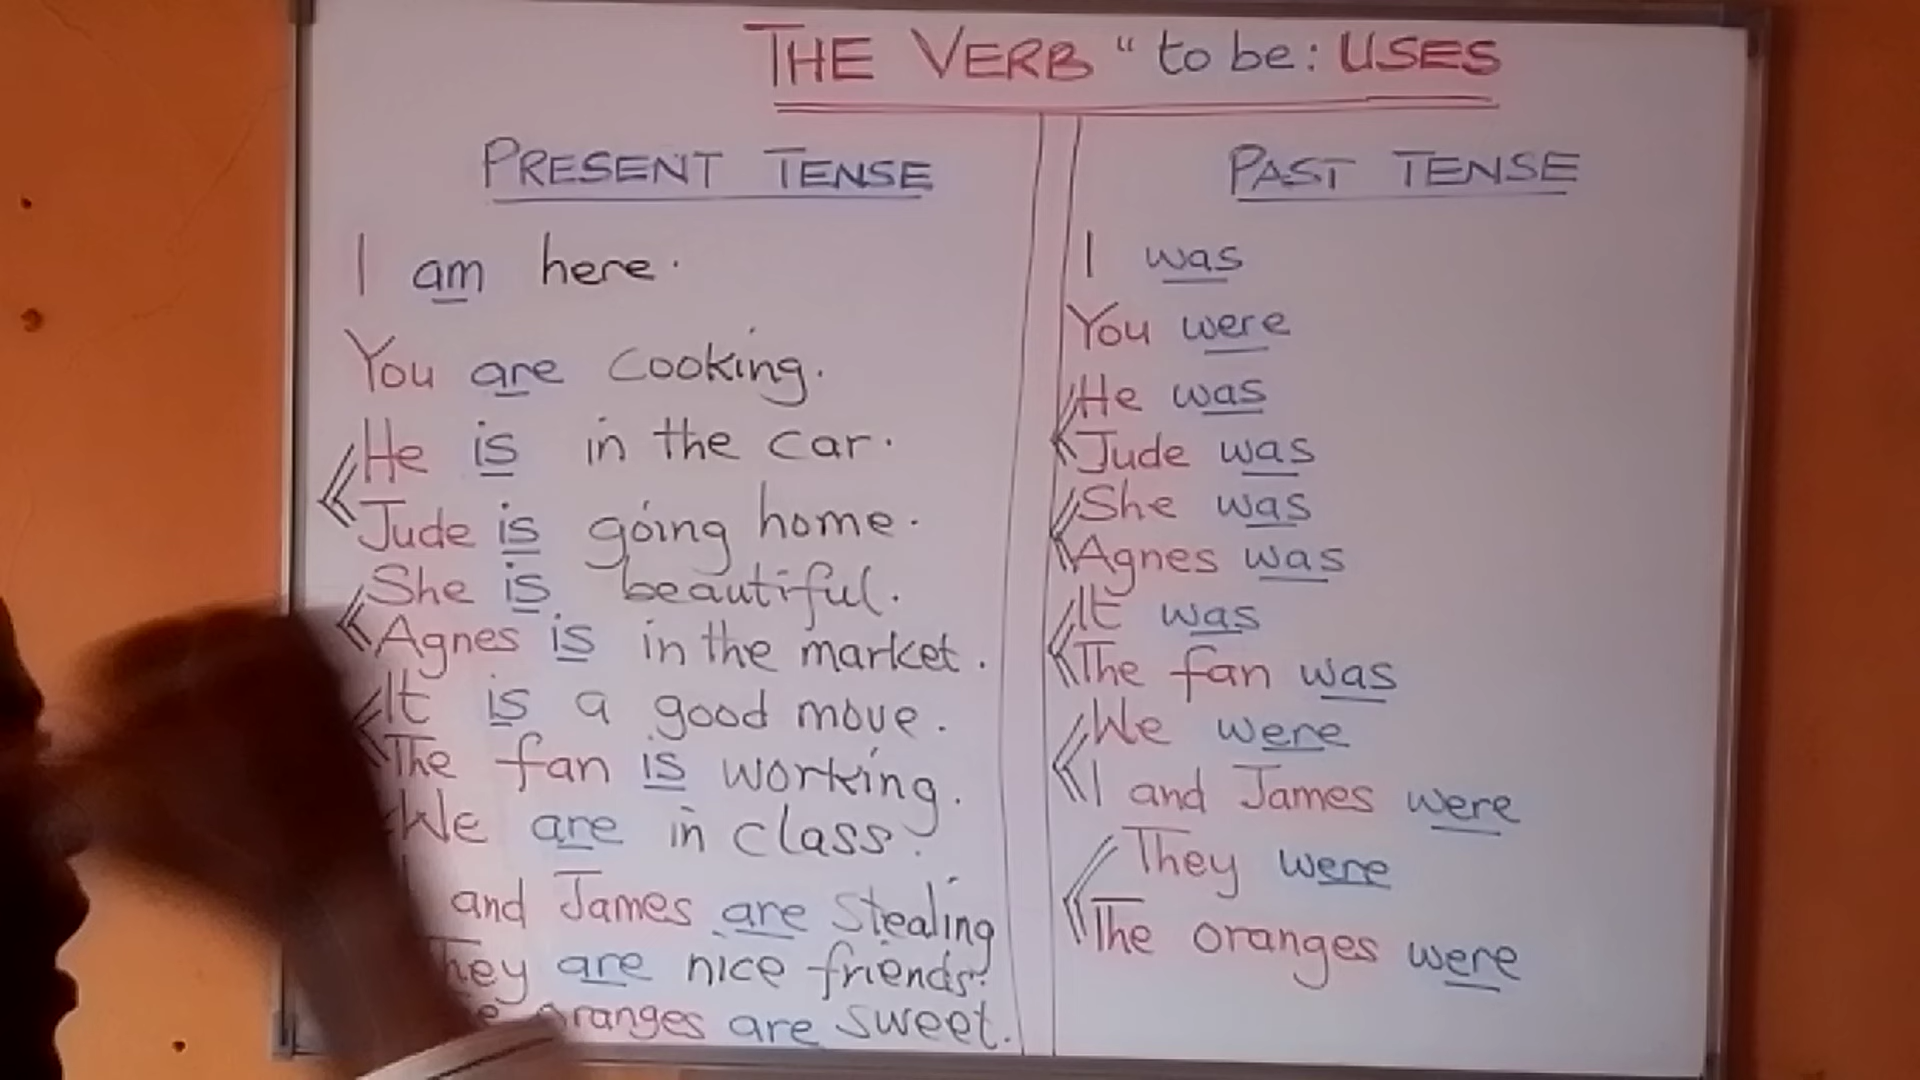 THE VERB " to be: USES
PRESENT TENSE
I am here.
You are cooking.
He is in the car.
Jude is going home.
She is beautiful.
Agnes is in the market.
It is a good move.
The fan is working.
We are in class.
and James are stealing
They are nice friends.
oranges are sweet.
PAST TENSE
I was
You were
He was
Jude was
She was
Agnes was
It was
The fan was
We were
I and James were
They were
The oranges were